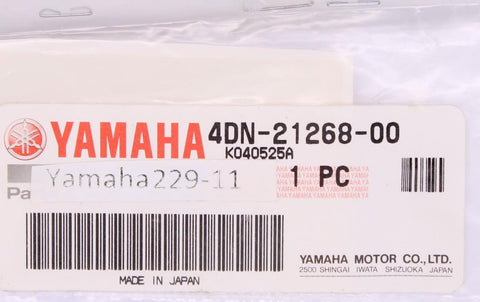 YAMAHA 4DN-21268-00
K040525A
Yamaha229-11
Pa
1 PC
YAMAHA MOTOR CO.,LTD.
2500 SHINGAI IWATA SHIZUOKA JAPAN
MADE IN JAPAN